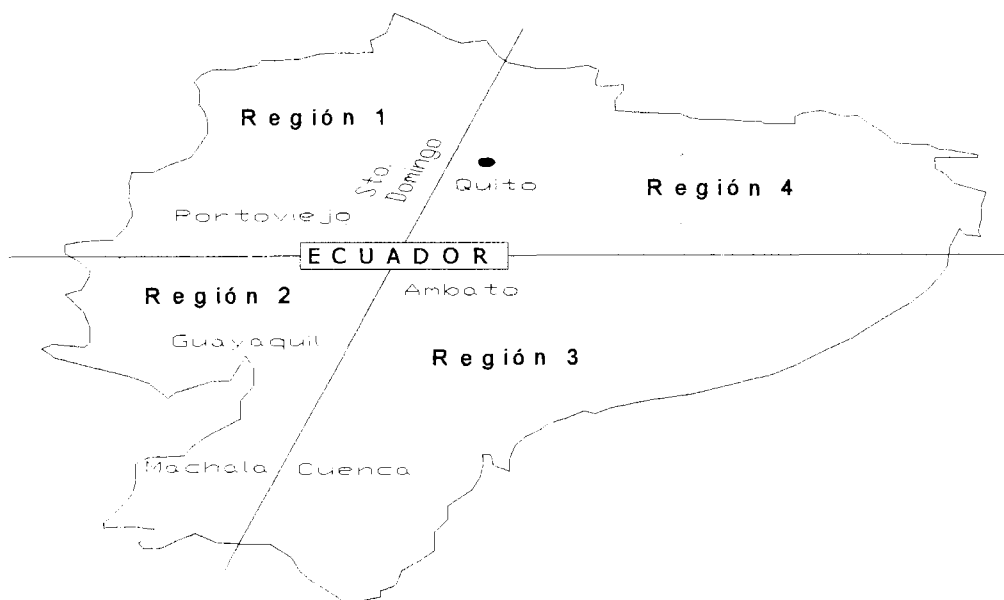 Región 1
Sto.
Domingo
Quito
Región 4
Portoviejo
ECUADOR
Ambato
Región 2
Guayaquil
Región 3
Machala
Cuenca